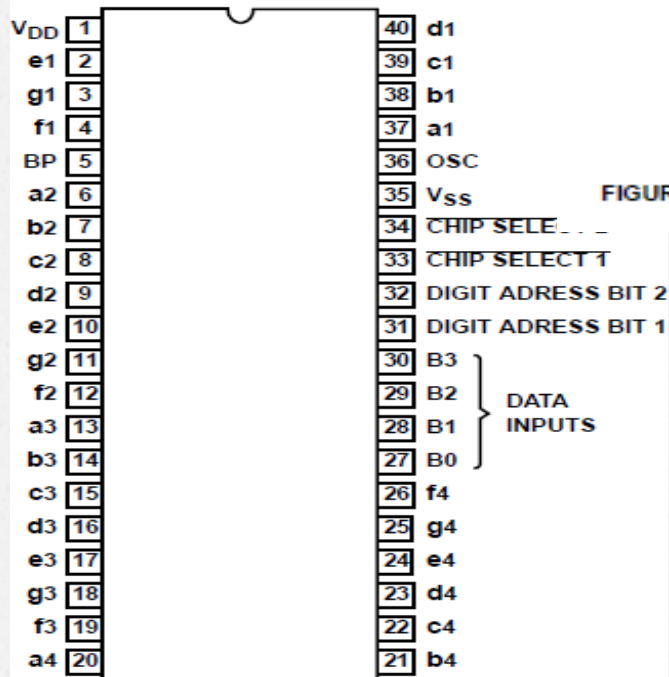 VDD 1 40 d1
e1 2 39 c1
g1 3 38 b1
f1 4 37 a1
BP 5 36 OSC
a2 6 35 VSS FIGUR
b2 7 34 CHIP
c2 8 33 CHIP SELECT 1
d2 9 32 DIGIT ADRESS BIT 2
e2 10 31 DIGIT ADRESS BIT 1
g2 11 30 B3
f2 12 29 B2
DATA
a3 13 28 B1 INPUTS
b3 14 27 B0
c3 15 26 f4
d3 16 25 g4
e3 17 24 e4
g3 18 23 d4
f3 19 22 c4
a4 20 21 b4